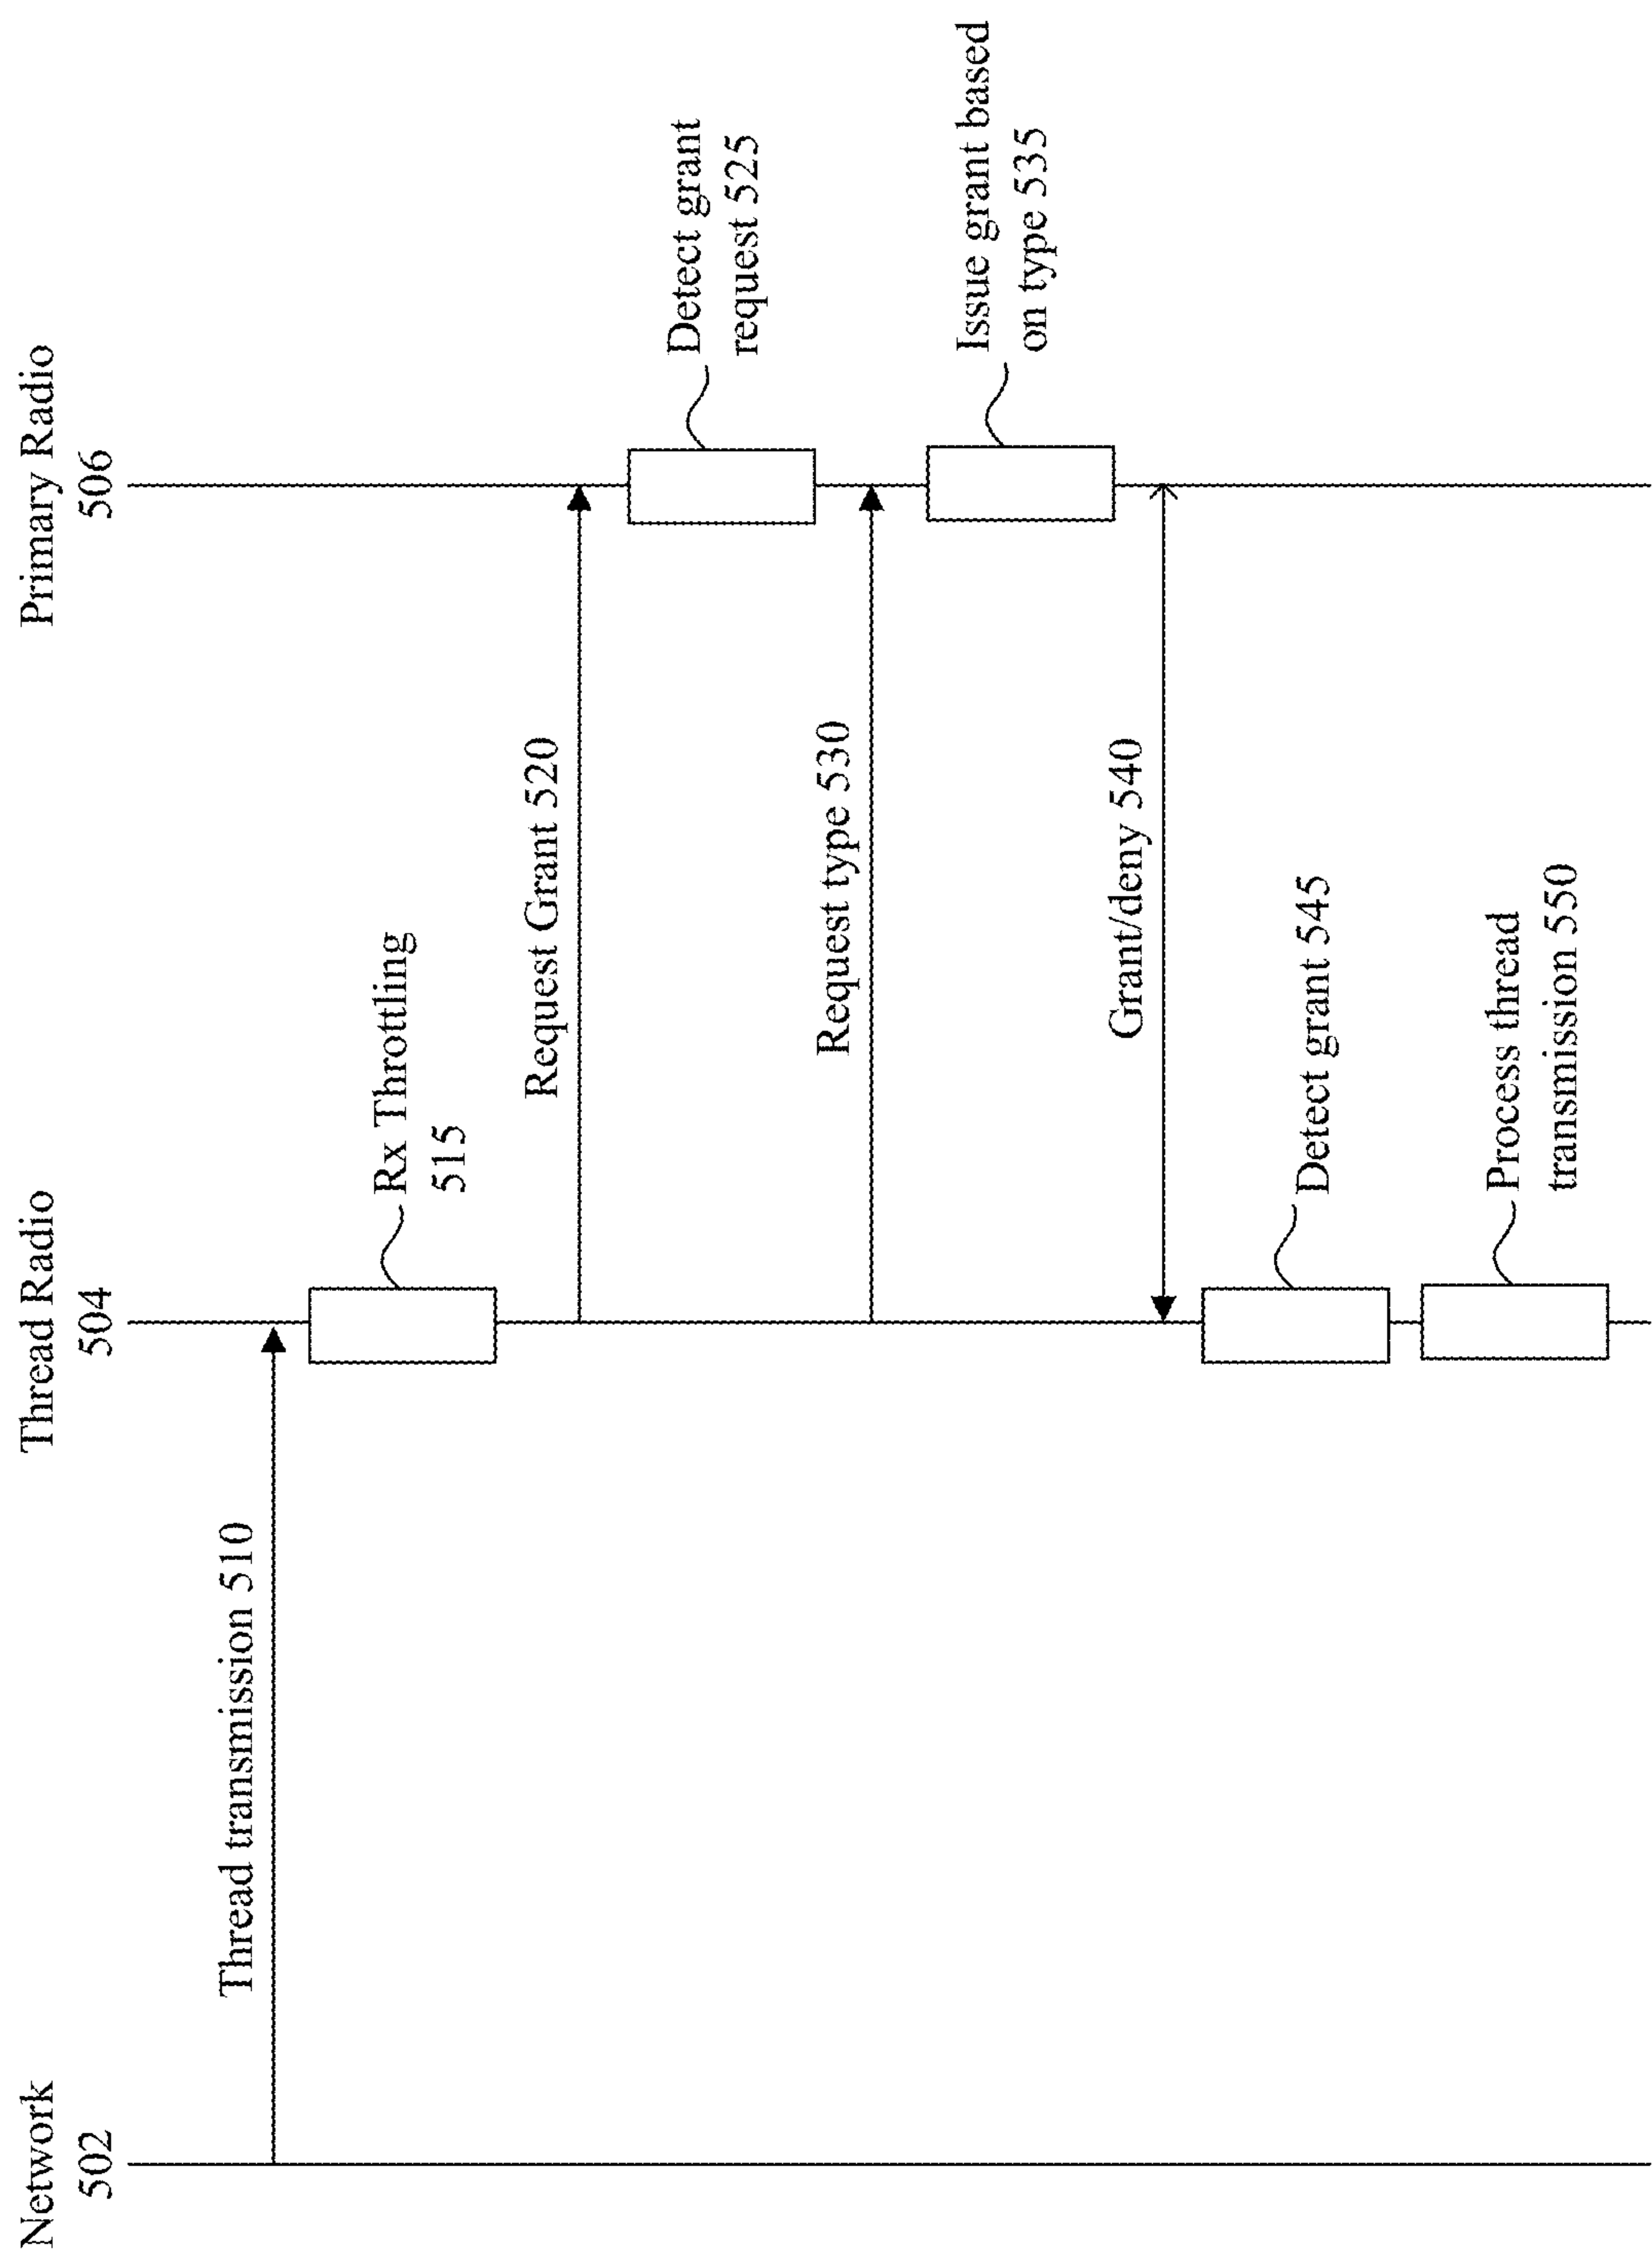 Network
502
Thread Radio
504
Primary Radio
506
Thread transmission 510
Rx Throttling
515
Request Grant 520
Detect grant
request 525
Request type 530
Issue grant based
on type 535
Grant/deny 540
Detect grant 545
Process thread
transmission 550